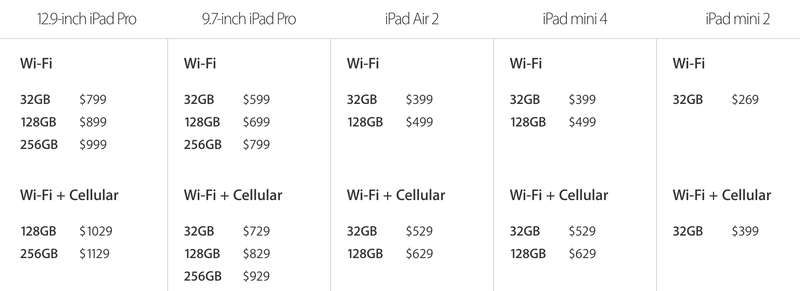 12.9-inch iPad Pro 9.7-inch iPad Pro iPad Air 2 iPad mini 4 iPad mini 2
Wi-Fi Wi-Fi Wi-Fi Wi-Fi Wi-Fi
32GB $799 32GB $599 32GB $399 32GB $399 32GB $269
128GB $899 128GB $699 128GB $499 128GB $499
256GB $999 256GB $799
Wi-Fi + Cellular Wi-Fi + Cellular Wi-Fi + Cellular Wi-Fi + Cellular Wi-Fi + Cellular
128GB $1029 32GB $729 32GB $529 32GB $529 32GB $399
256GB $1129 128GB $829 128GB $629 128GB $629
256GB $929